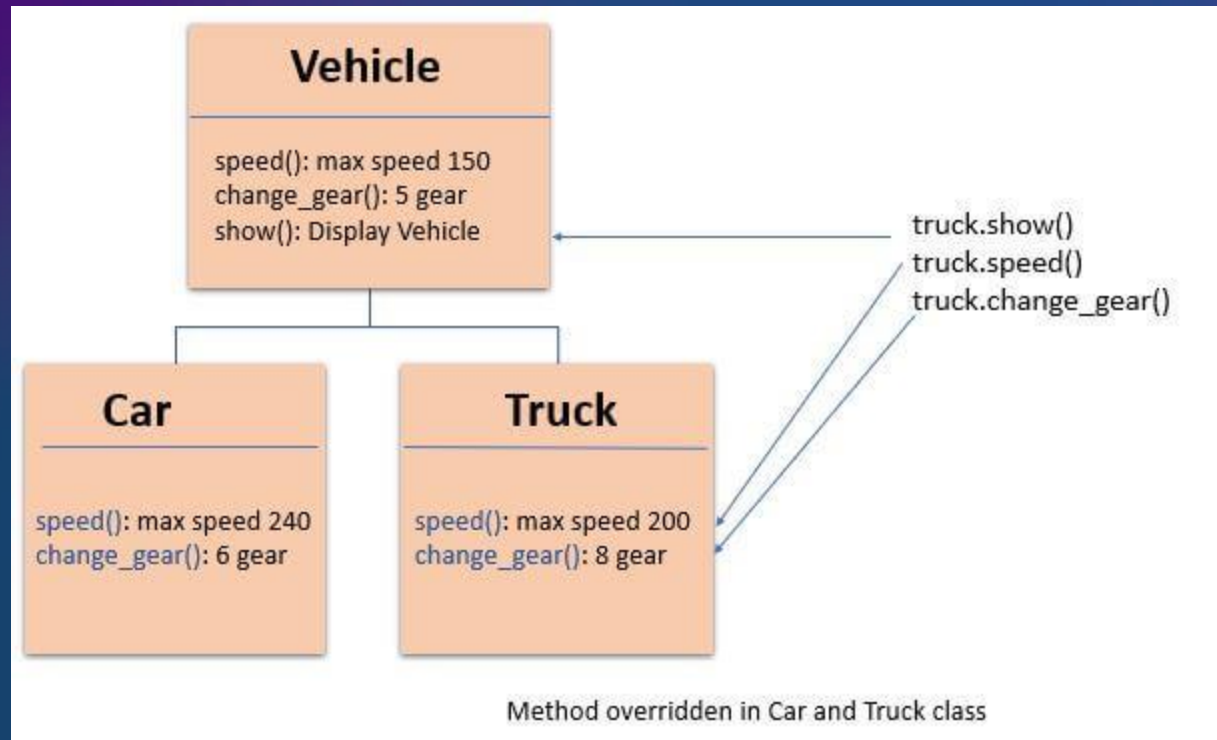 Vehicle
speed(): max speed 150
change_gear(): 5 gear
show(): Display Vehicle
truck.show()
truck.speed()
truck.change_gear()
Car
speed(): max speed 240
change_gear(): 6 gear
Truck
speed(): max speed 200
change_gear(): 8 gear
Method overridden in Car and Truck class